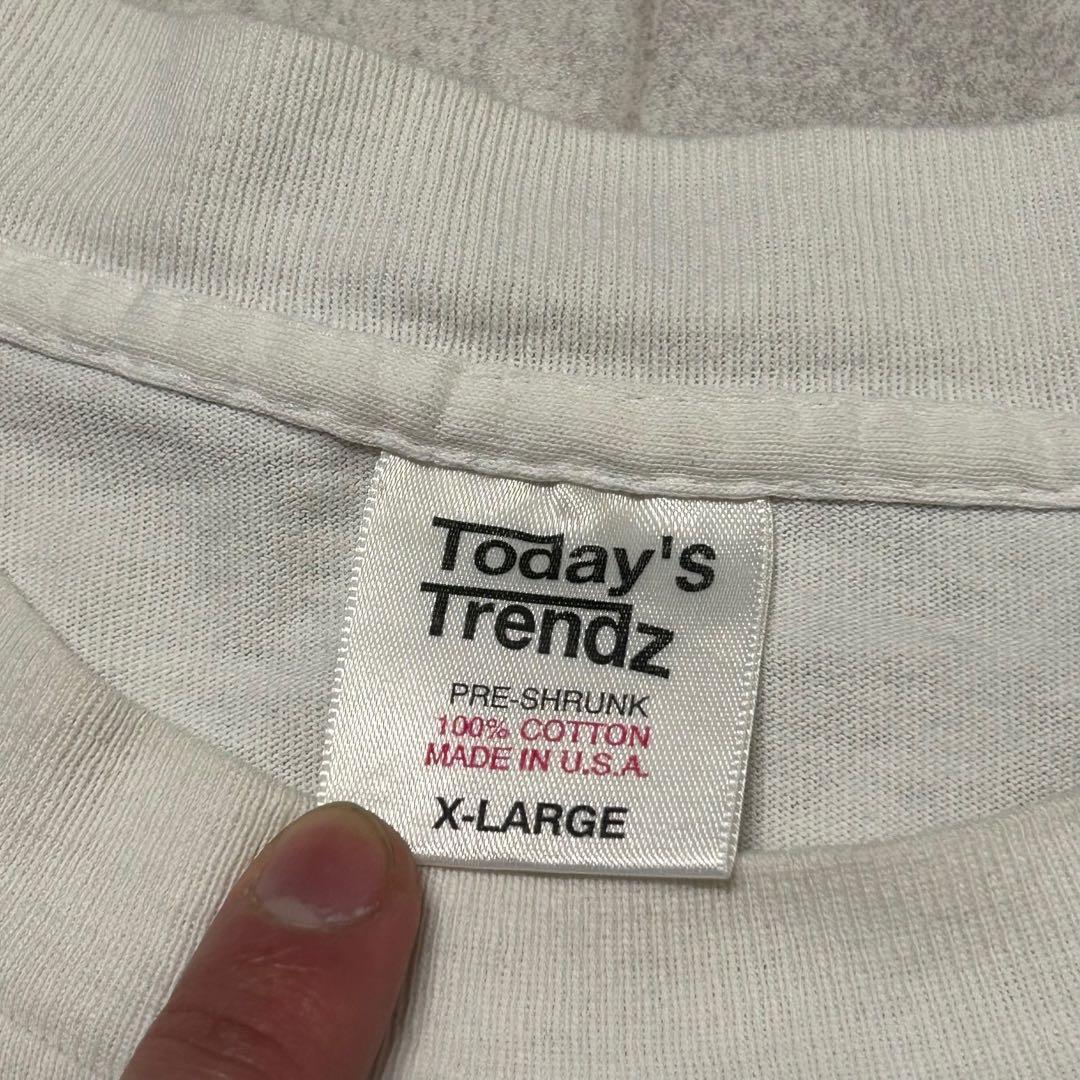 Today's
Trendz
PRE-SHRUNK
100% COTTON
MADE IN U.S.A.
X-LARGE